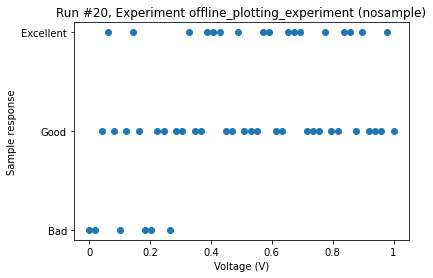 Run #20, Experiment offline_plotting_experiment (nosample)
Excellent
Good
Bad
Sample response
0
0.2
0.4
0.6
0.8
1
Voltage (V)